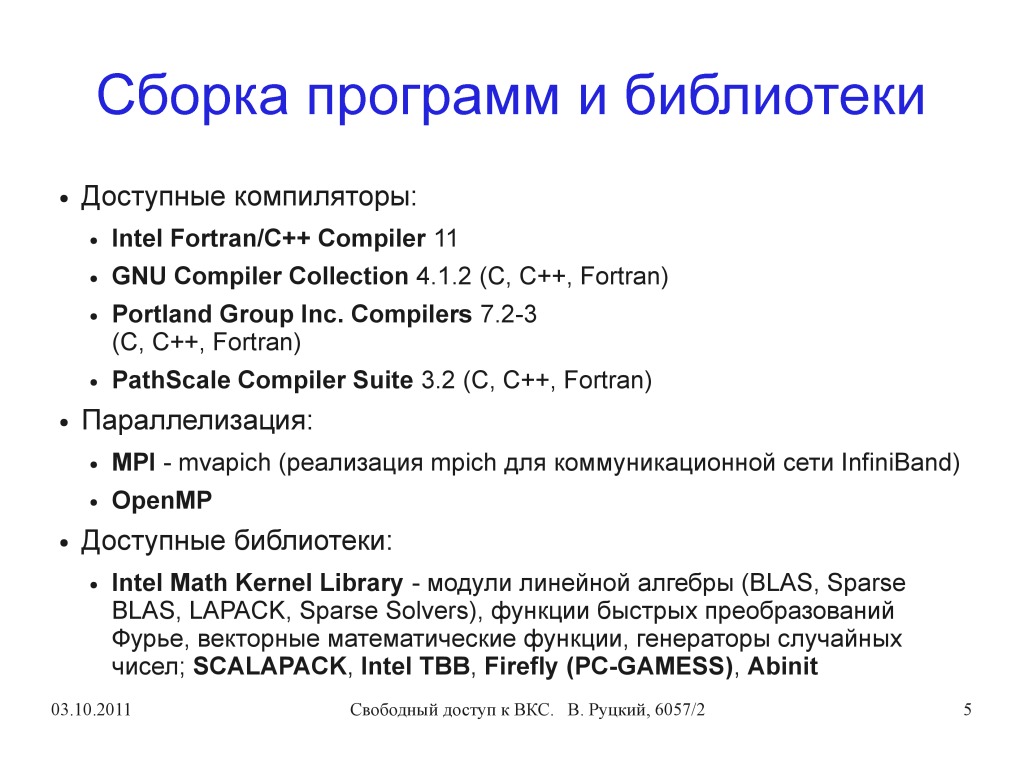 Сборка программ и библиотеки
• Доступные компиляторы:
• Intel Fortran/C++ Compiler 11
• GNU Compiler Collection 4.1.2 (C, C++, Fortran)
• Portland Group Inc. Compilers 7.2-3
(C, C++, Fortran)
• PathScale Compiler Suite 3.2 (C, C++, Fortran)
• Параллелизация:
• MPI - mvapich (реализация mpich для коммуникационной сети InfiniBand)
• OpenMP
• Доступные библиотеки:
• Intel Math Kernel Library - модули линейной алгебры (BLAS, Sparse
BLAS, LAPACK, Sparse Solvers), функции быстрых преобразований
Фурье, векторные математические функции, генераторы случайных
чисел; SCALAPACK, Intel TBB, Firefly (PC-GAMESS), Abinit
03.10.2011 Свободный доступ к ВКС. В. Руцкий, 6057/2 5